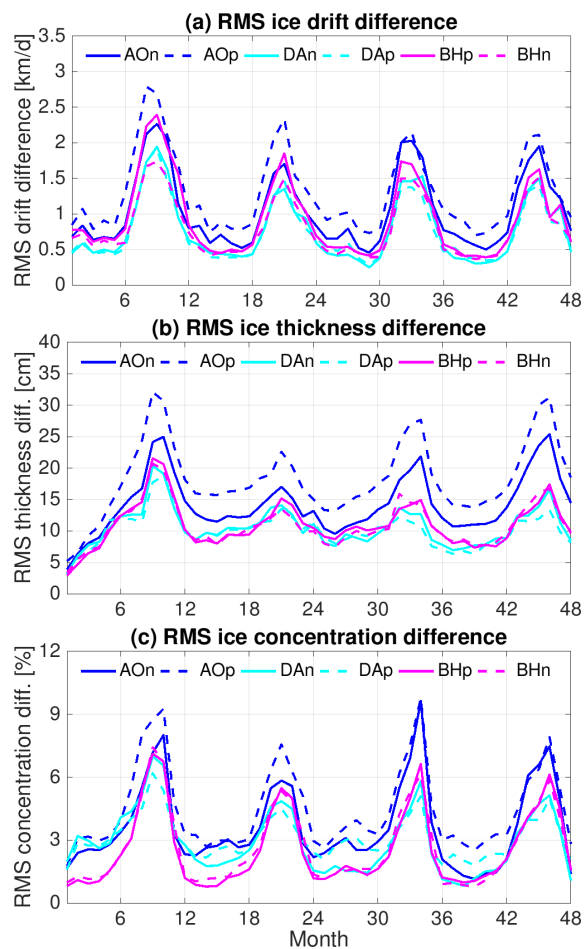 (a) RMS ice drift difference
RMS drift difference [km/d]
3.5
3
2.5
2
1.5
1
0.5
0
AOn AOp DAn DAp BHp BHn
6 12 18 24 30 36 42 48
(b) RMS ice thickness difference
RMS thickness diff. [cm]
40
35
30
25
20
15
10
5
0
AOn AOp DAn DAp BHp BHn
6 12 18 24 30 36 42 48
(c) RMS ice concentration difference
RMS concentration diff. [%]
12
9
6
3
0
AOn AOp DAn DAp BHp BHn
6 12 18 24 30 36 42 48
Month